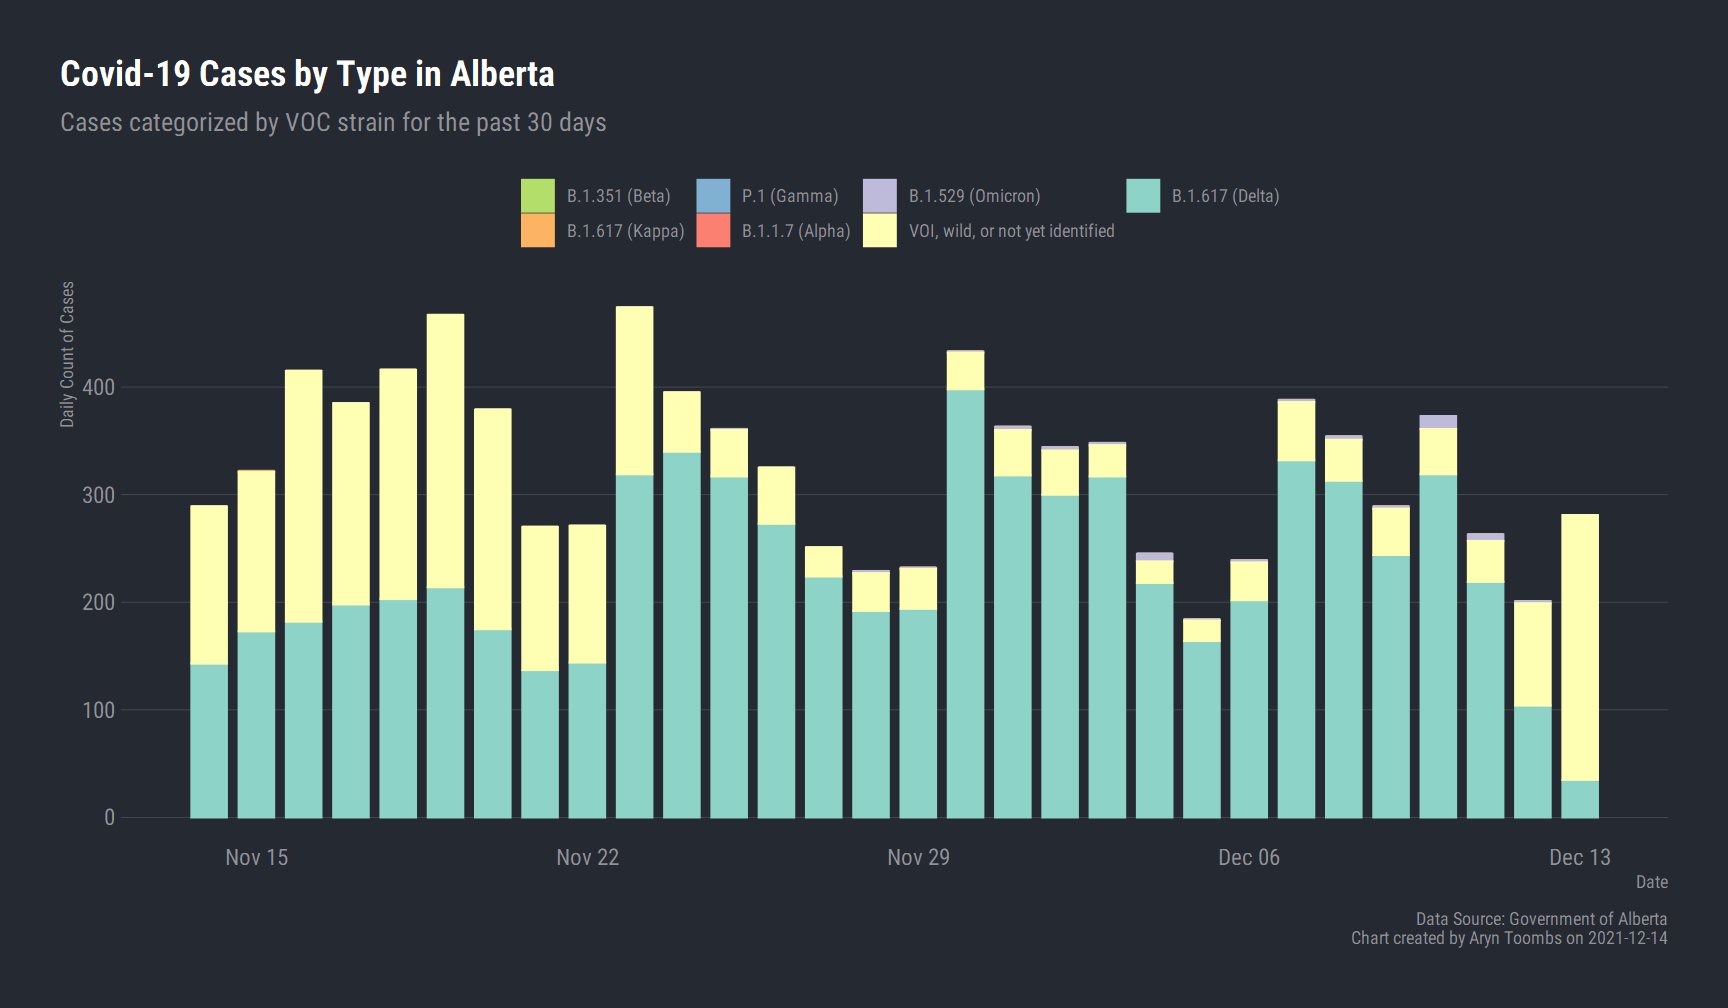 Covid-19 Cases by Type in Alberta
Cases categorized by VOC strain for the past 30 days
B.1.351 (Beta)
P.1 (Gamma)
B.1.529 (Omicron)
B.1.617 (Delta)
B.1.617 (Kappa)
B.1.1.7 (Alpha)
VOI, wild, or not yet identified
Daily Count of Cases
400
300
200
100
0
Nov 15
Nov 22
Nov 29
Dec 06
Dec 13
Date
Data Source: Government of Alberta
Chart created by Aryn Toombs on 2021-12-14